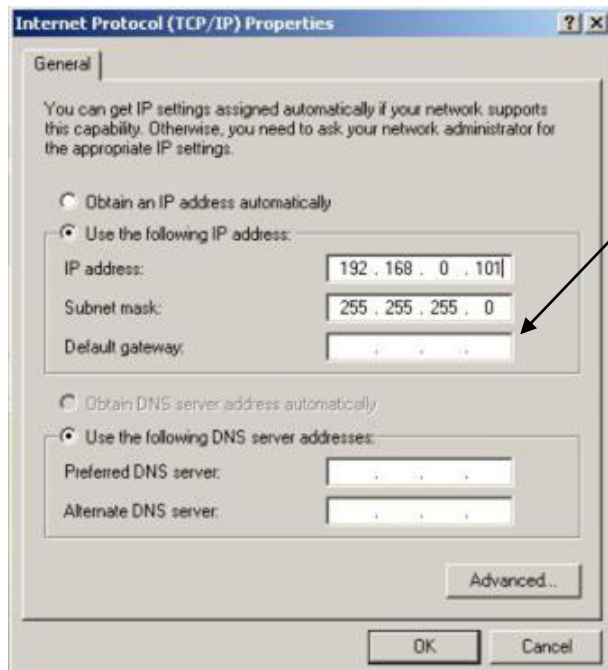 Internet Protocol (TCP/IP) Properties
General
You can get IP settings assigned automatically if your network supports
this capability. Otherwise, you need to ask your network administrator for
the appropriate IP settings.
Obtain an IP address automatically
Use the following IP address:
IP address: 192 . 168 . 0 . 101
Subnet mask: 255 . 255 . 255 . 0
Default gateway: . . .
Obtain DNS server address automatically
Use the following DNS server addresses:
Preferred DNS server: . . .
Alternate DNS server: . . .
Advanced...
OK Cancel